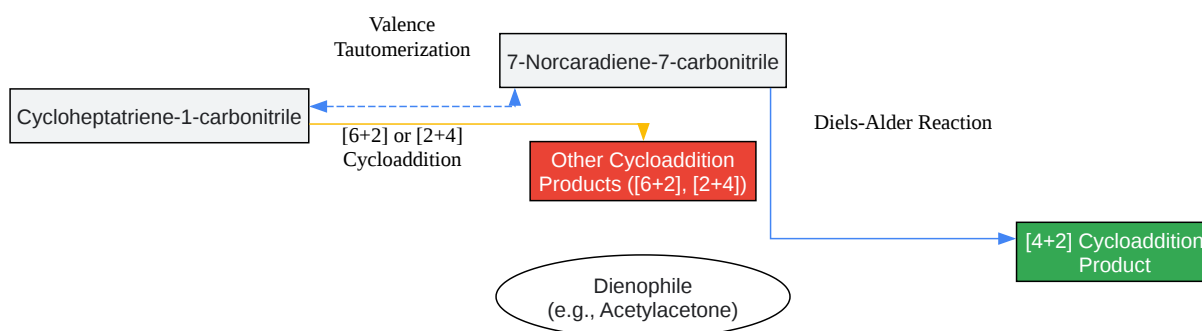 Valence
Tautomerization
7-Norcaradiene-7-carbonitrile
Cycloheptatriene-1-carbonitrile
[6+2] or [2+4]
Cycloaddition
Diels-Alder Reaction
Other Cycloaddition
Products ([6+2], [2+4])
[4+2] Cycloaddition
Product
Dienophile
(e.g., Acetylacetone)